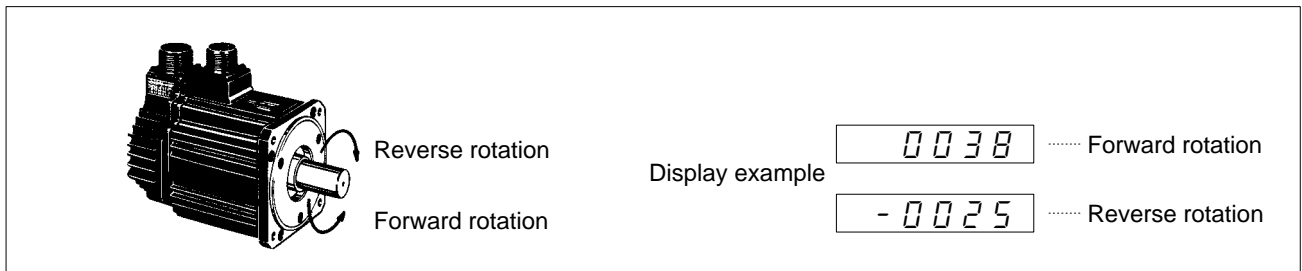 Reverse rotation
Forward rotation
Display example
0038 ······· Forward rotation
-0025 ······· Reverse rotation